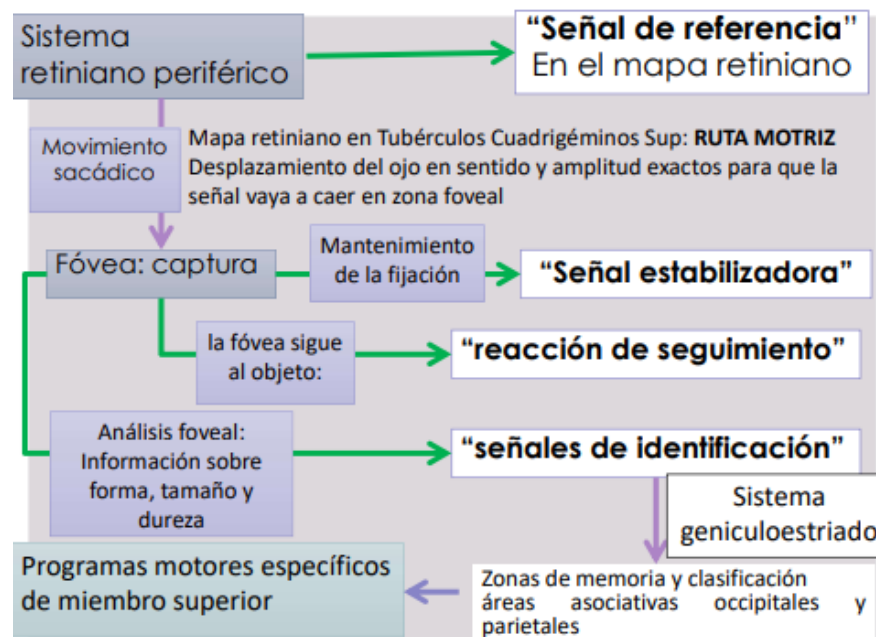 Sistema
retiniano periférico
“Señal de referencia”
En el mapa retiniano
Movimiento
sacádico
Mapa retiniano en Tubérculos Cuadrigéminos Sup: RUTA MOTRIZ
Desplazamiento del ojo en sentido y amplitud exactos para que la
señal vaya a caer en zona foveal
Fóvea: captura
Mantenimiento
de la fijación
“Señal estabilizadora”
la fóvea sigue
al objeto:
“reacción de seguimiento”
Análisis foveal:
Información sobre
forma, tamaño y
dureza
“señales de identificación”
Sistema
geniculoestriado
Zonas de memoria y clasificación
áreas asociativas occipitales y
parietales
Programas motores específicos
de miembro superior